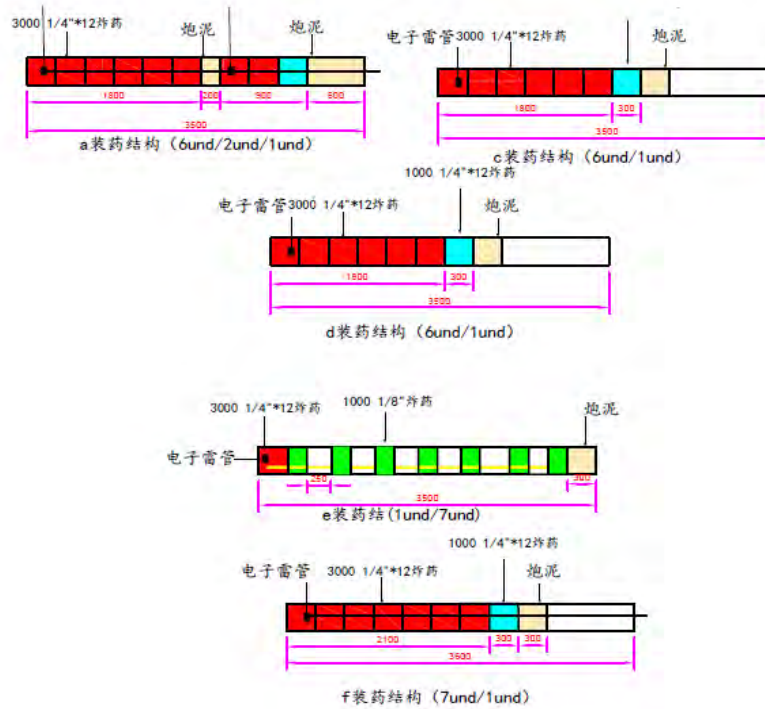 3000 1/4"*12炸药
炮泥
炮泥
1800
200
900
600
3500
a装药结构（6und/2und/1und）
电子雷管3000 1/4"*12炸药
炮泥
1800
300
3500
c装药结构（6und/1und）
1000 1/4"*12炸药
电子雷管3000 1/4"*12炸药
炮泥
1800
300
3500
d装药结构（6und/1und）
3000 1/4"*12炸药
1000 1/8"炸药
炮泥
电子雷管
250
300
3500
e装药结(1und/7und)
1000 1/4"*12炸药
电子雷管
3000 1/4"*12炸药
炮泥
2100
300
300
f装药结构（7und/1und）